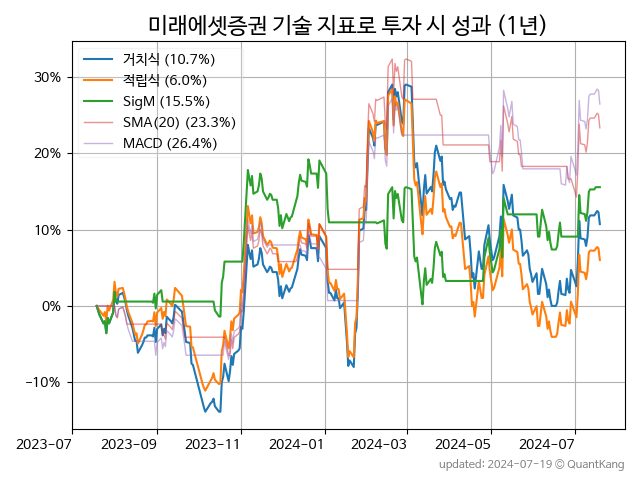 미래에셋증권 기술 지표로 투자 시 성과 (1년)
거치식 (10.7%)
적립식 (6.0%)
SigM (15.5%)
SMA(20) (23.3%)
MACD (26.4%)
30%
20%
10%
0%
−10%
2023-07 2023-09 2023-11 2024-01 2024-03 2024-05 2024-07
updated: 2024-07-19 @ QuantKang